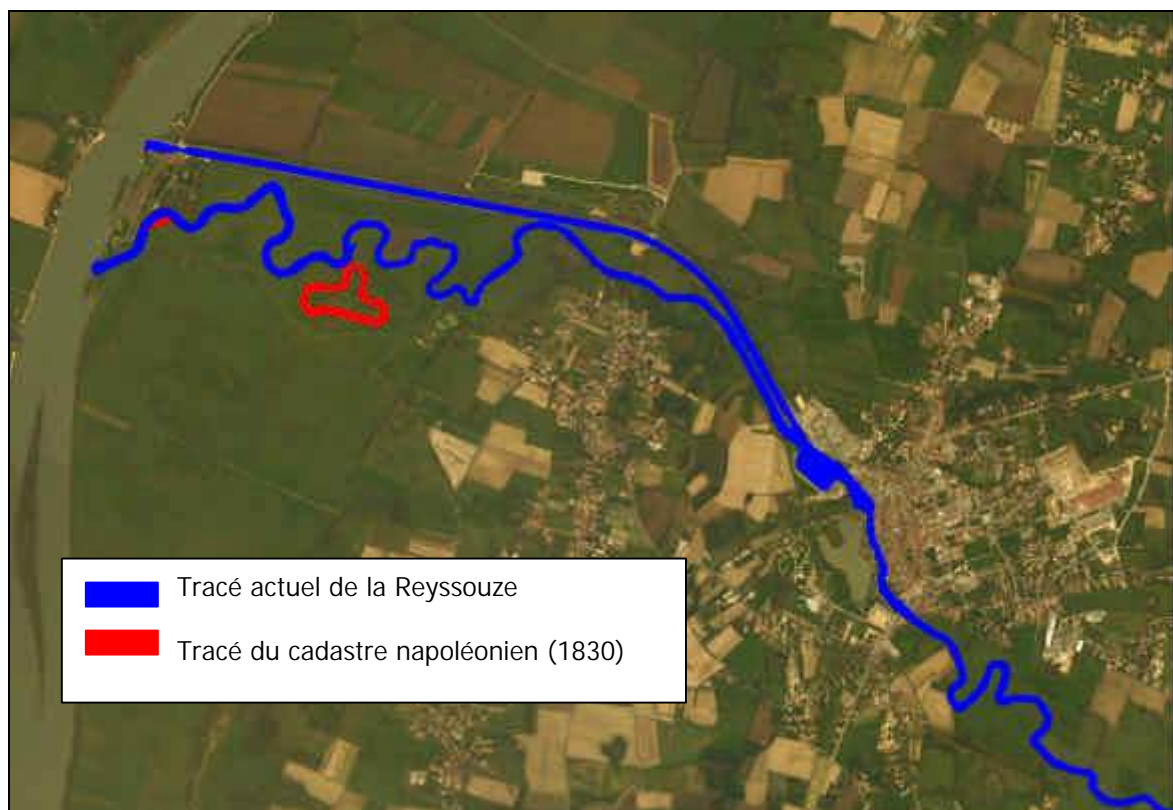 Tracé actuel de la Reyssouze
Tracé du cadastre napoléonien (1830)